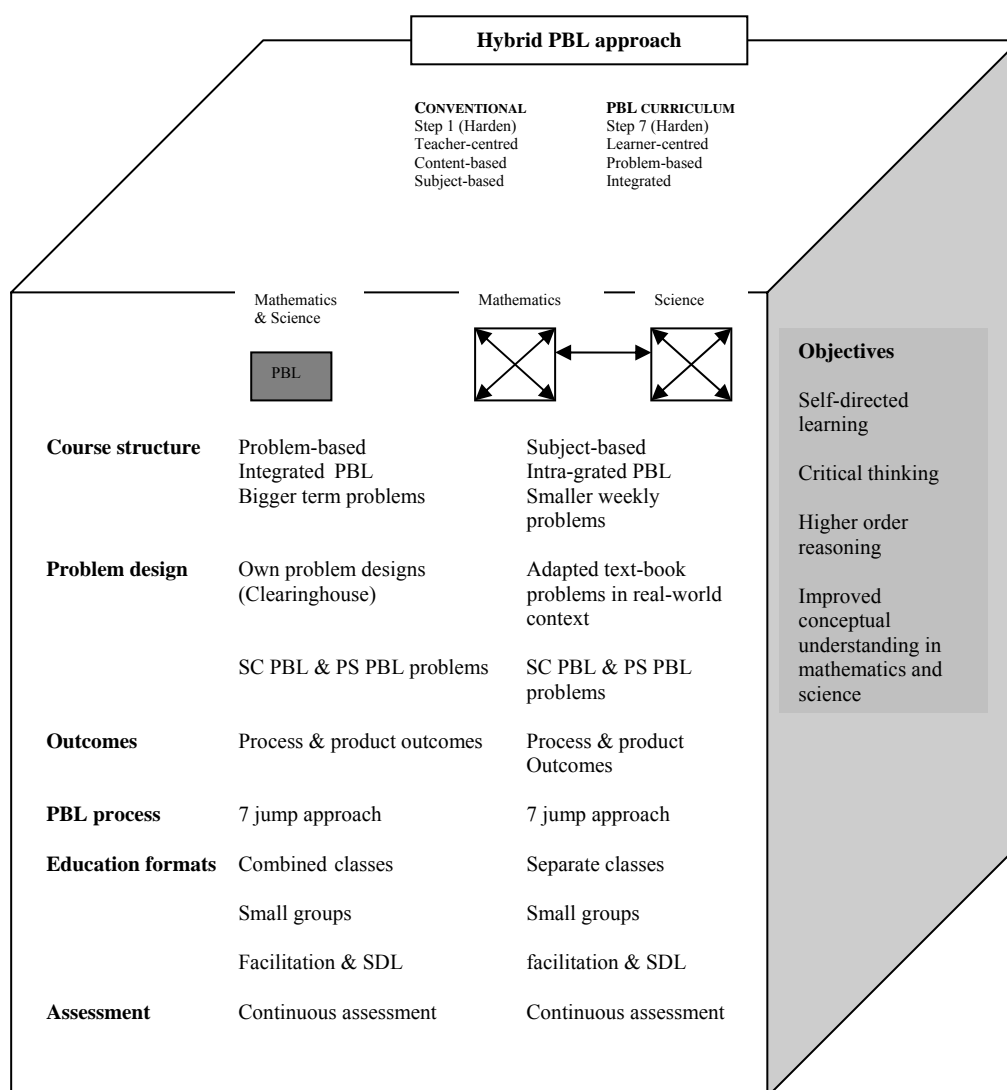 Hybrid PBL approach
CONVENTIONAL
Step 1 (Harden)
Teacher-centred
Content-based
Subject-based
PBL CURRICULUM
Step 7 (Harden)
Learner-centred
Problem-based
Integrated
Mathematics
& Science
Mathematics
Science
PBL
Course structure
Problem-based
Integrated PBL
Bigger term problems
Subject-based
Intra-grated PBL
Smaller weekly
problems
Problem design
Own problem designs
(Clearinghouse)
Adapted text-book
problems in real-world
context
SC PBL & PS PBL problems
SC PBL & PS PBL
problems
Outcomes
Process & product outcomes
Process & product
Outcomes
PBL process
7 jump approach
7 jump approach
Education formats
Combined classes
Separate classes
Small groups
Small groups
Facilitation & SDL
facilitation & SDL
Assessment
Continuous assessment
Continuous assessment
Objectives
Self-directed
learning
Critical thinking
Higher order
reasoning
Improved
conceptual
understanding in
mathematics and
science